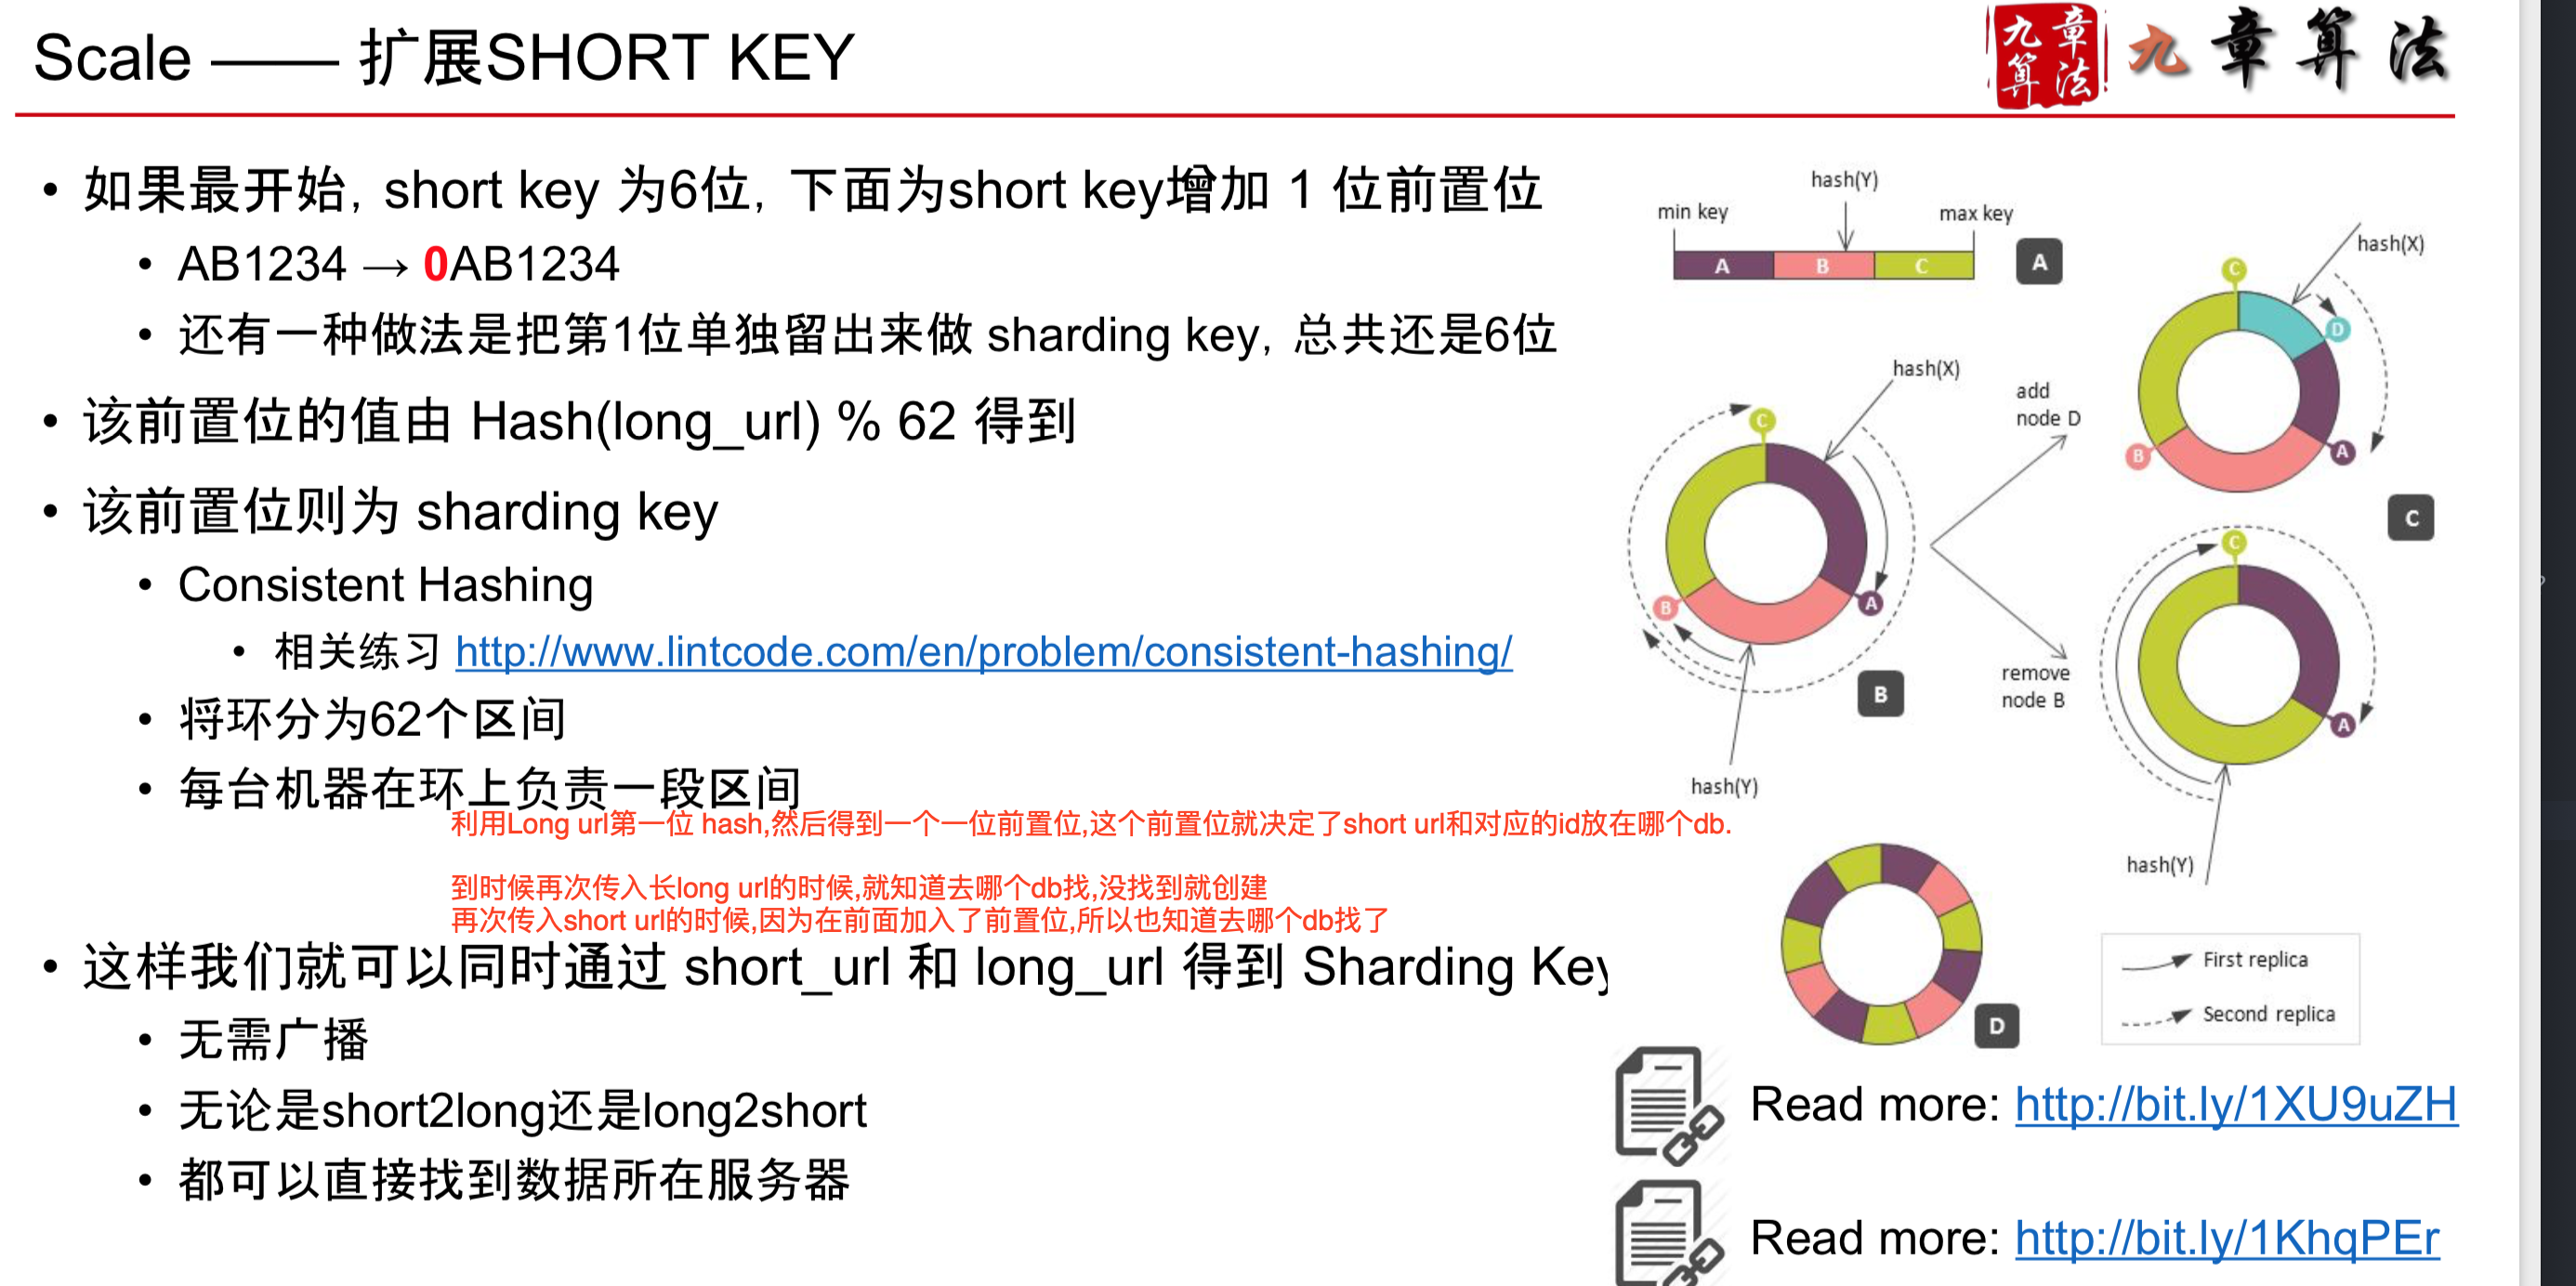 Scale —— 扩展SHORT KEY
九章算法
九章算法
• 如果最开始, short key 为6位, 下面为short key增加 1 位前置位
• AB1234 → 0AB1234
• 还有一种做法是把第1位单独留出来做 sharding key, 总共还是6位
• 该前置位的值由 Hash(long_url) % 62 得到
• 该前置位则为 sharding key
• Consistent Hashing
• 相关练习 http://www.lintcode.com/en/problem/consistent-hashing/
• 将环分为62个区间
• 每台机器在环上负责一段区间
利用Long url第一位 hash,然后得到一个一位前置位,这个前置位就决定了short url和对应的id放在哪个db.
到时候再次传入长long url的时候,就知道去哪个db找,没找到就创建
再次传入short url的时候,因为在前面加入了前置位,所以也知道去哪个db找了
• 这样我们就可以同时通过 short_url 和 long_url 得到 Sharding Key
• 无需广播
• 无论是short2long还是long2short
• 都可以直接找到数据所在服务器
hash(Y)
min key
max key
A
B
C
A
hash(X)
C
D
A
B
C
hash(X)
C
A
B
B
hash(Y)
add
node D
remove
node B
C
A
hash(Y)
D
First replica
Second replica
Read more: http://bit.ly/1XU9uZH
Read more: http://bit.ly/1KhqPEr